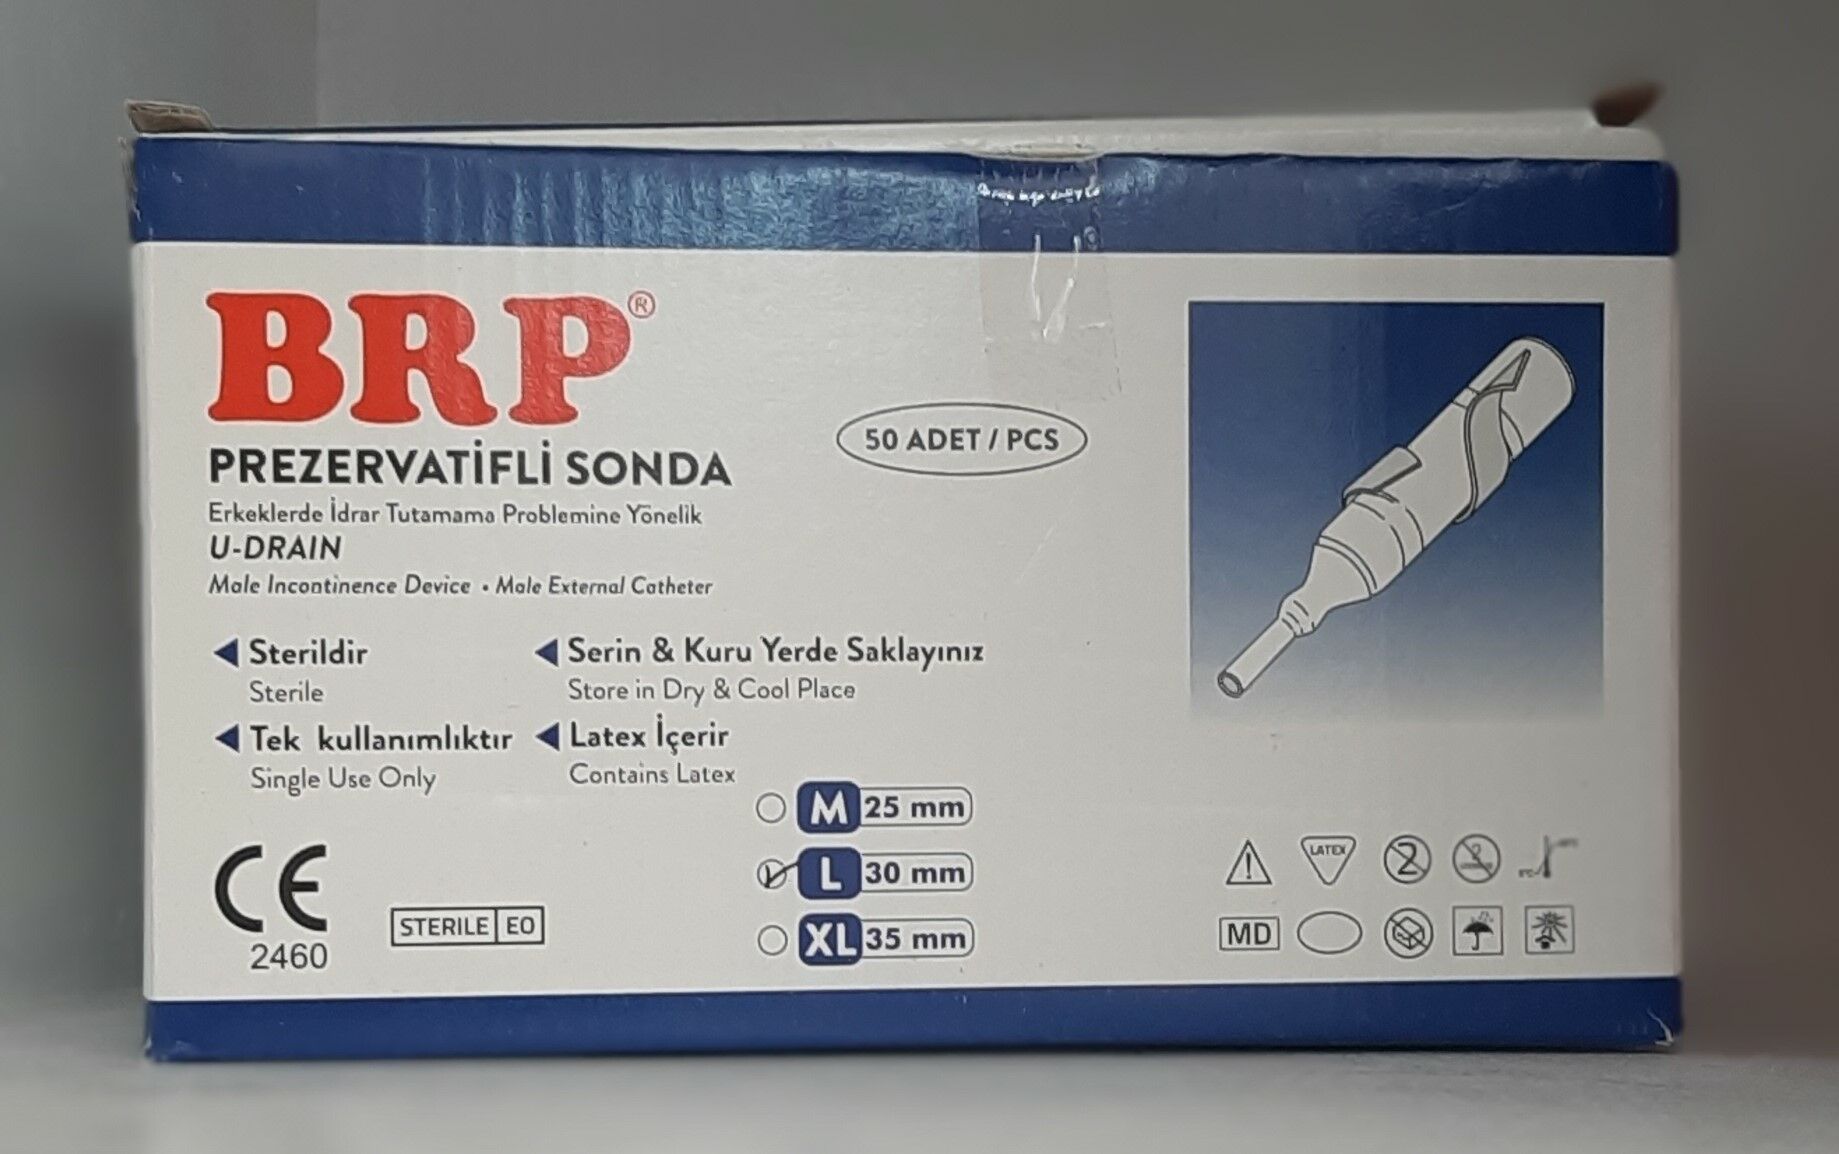 BRP®
PREZERVATİFLİ SONDA
Erkeklerde İdrar Tutamama Problemine Yönelik
U-DRAIN
Male Incontinence Device • Male External Catheter
50 ADET / PCS
Sterildir
Sterile
Serin & Kuru Yerde Saklayınız
Store in Dry & Cool Place
Tek kullanımlıktır
Single Use Only
Latex İçerir
Contains Latex
M 25 mm
L 30 mm
XL 35 mm
CE
2460
STERILE EO
LATEX
2
MD